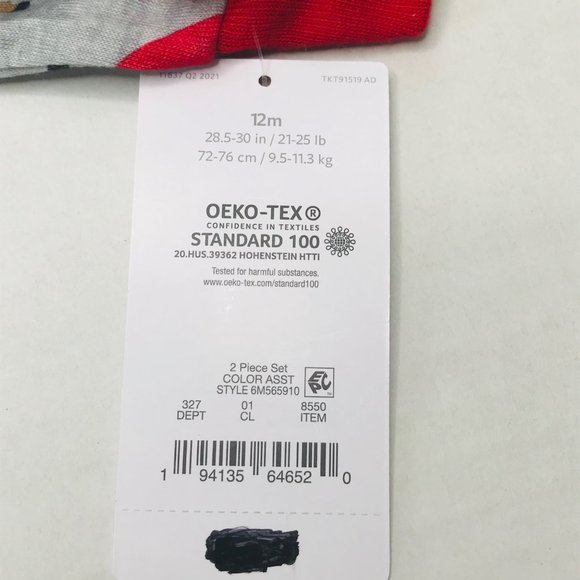 11637 Q2 2021
TKT91519 AD
12m
28.5-30 in / 21-25 lb
72-76 cm / 9.5-11.3 kg
OEKO-TEX®
CONFIDENCE IN TEXTILES
STANDARD 100
20.HUS.39362 HOHENSTEIN HTTI
Tested for harmful substances.
www.oeko-tex.com/standard100
2 Piece Set
COLOR ASST
STYLE 6M565910
EPC
327 01 8550
DEPT CL ITEM
1 94135 64652 0